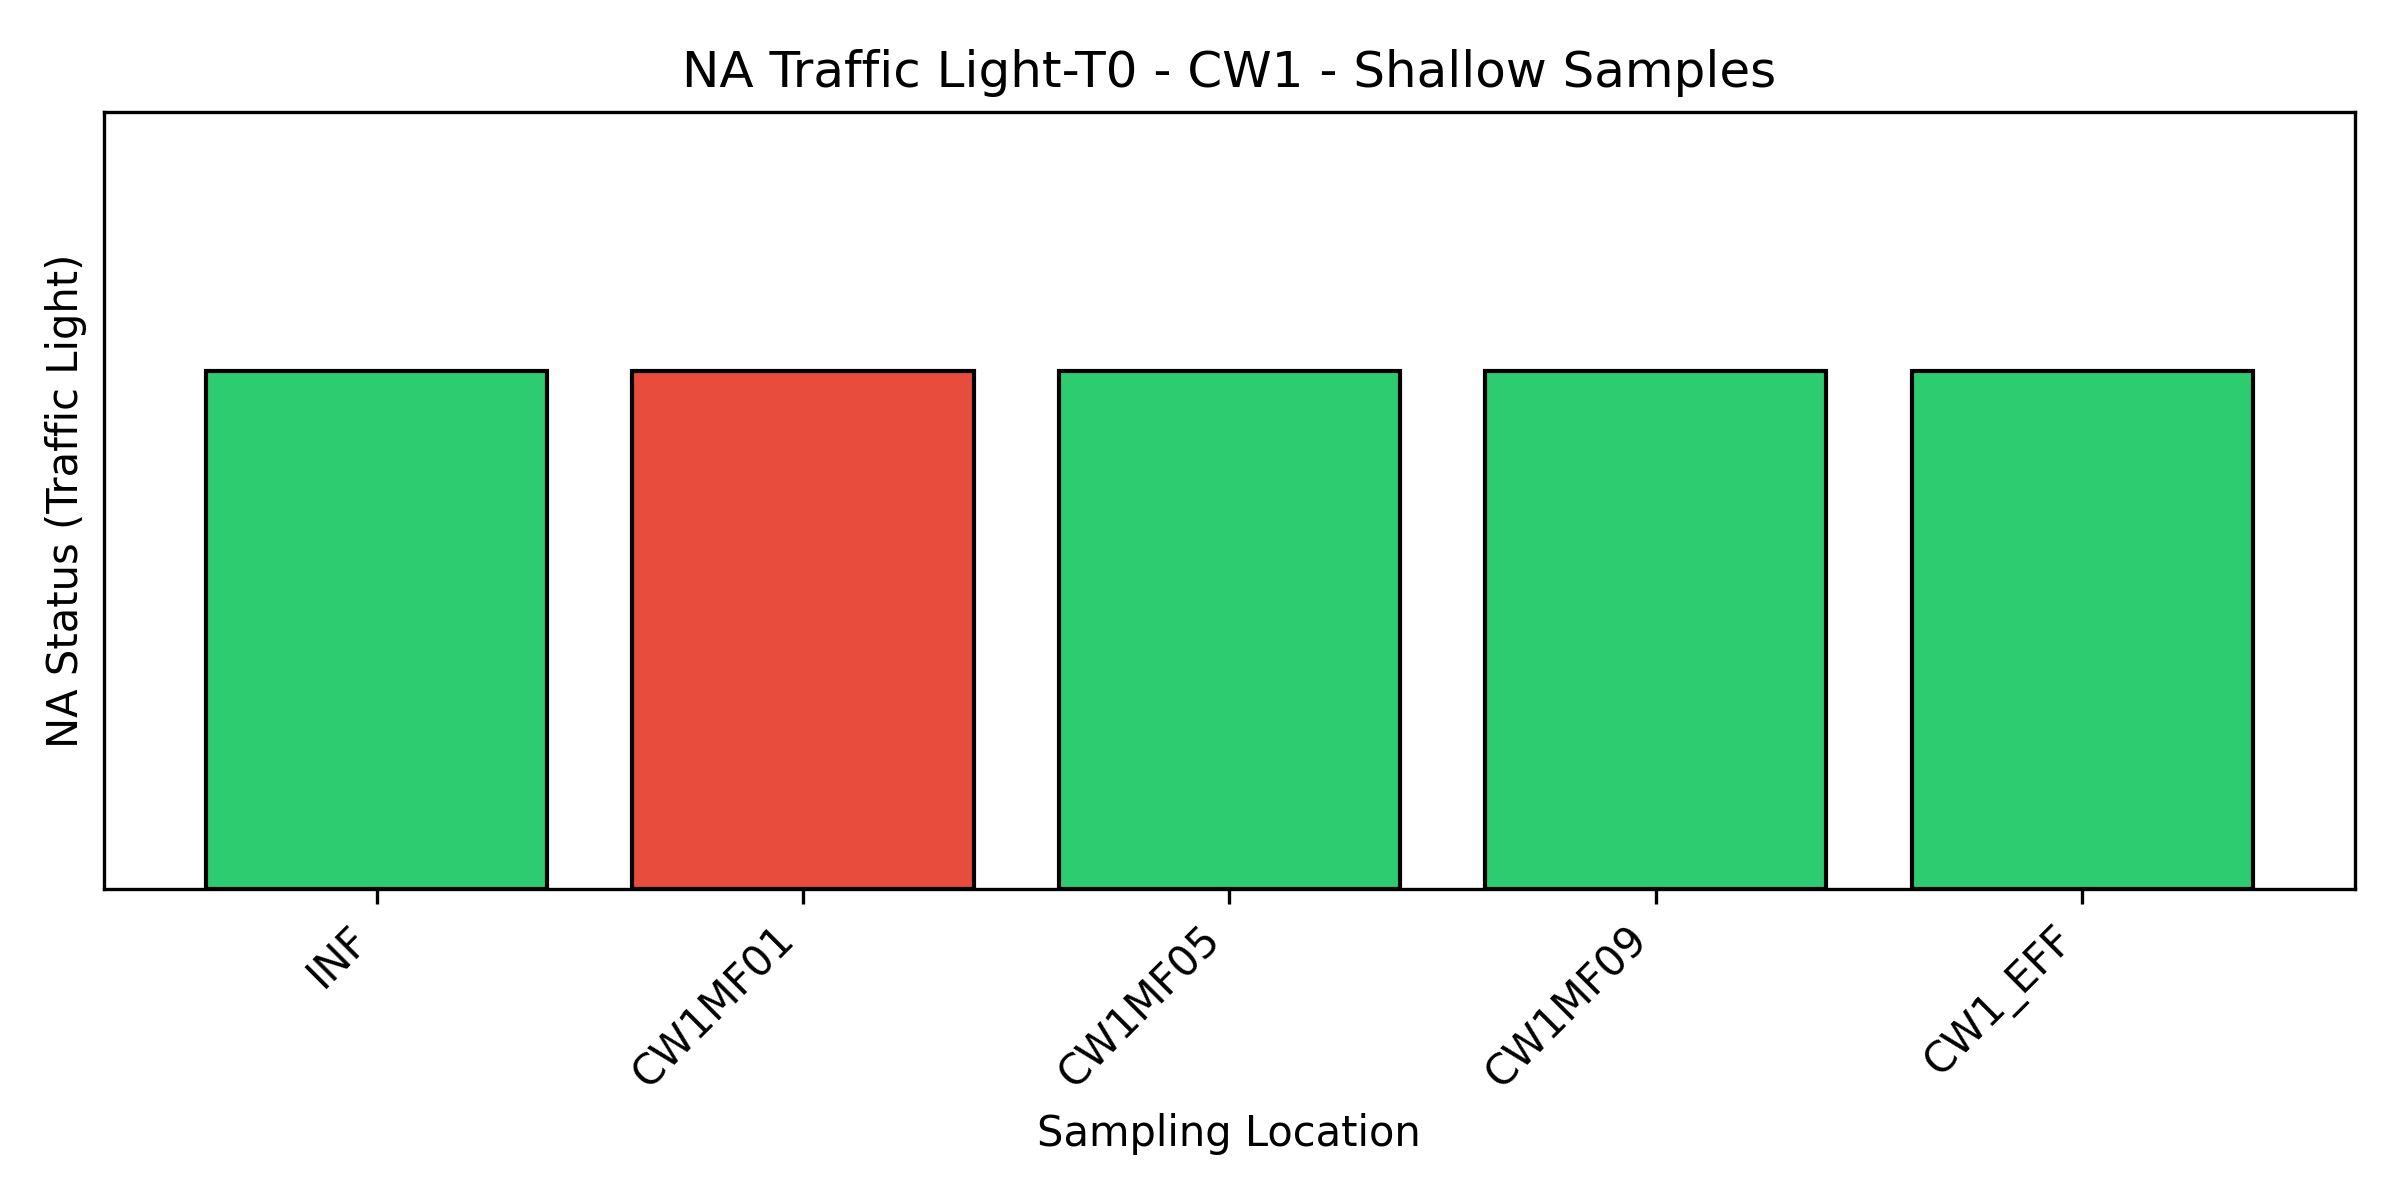 NA Traffic Light-T0 - CW1 - Shallow Samples
NA Status (Traffic Light)
INF
CW1MF01
CW1MF05
CW1MF09
CW1_EFF
Sampling Location